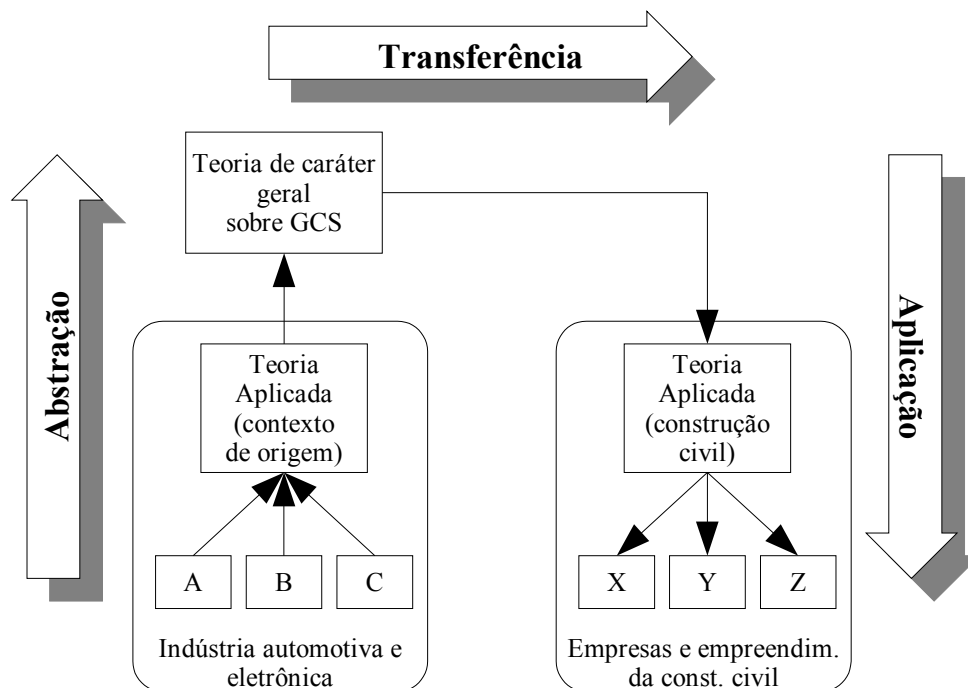 Transferência
Teoria de caráter
geral
sobre GCS
Abstração
Aplicação
Teoria
Aplicada
(contexto
de origem)
A
B
C
Indústria automotiva e
eletrônica
Teoria
Aplicada
(construção
civil)
X
Y
Z
Empresas e empreendim.
da const. civil